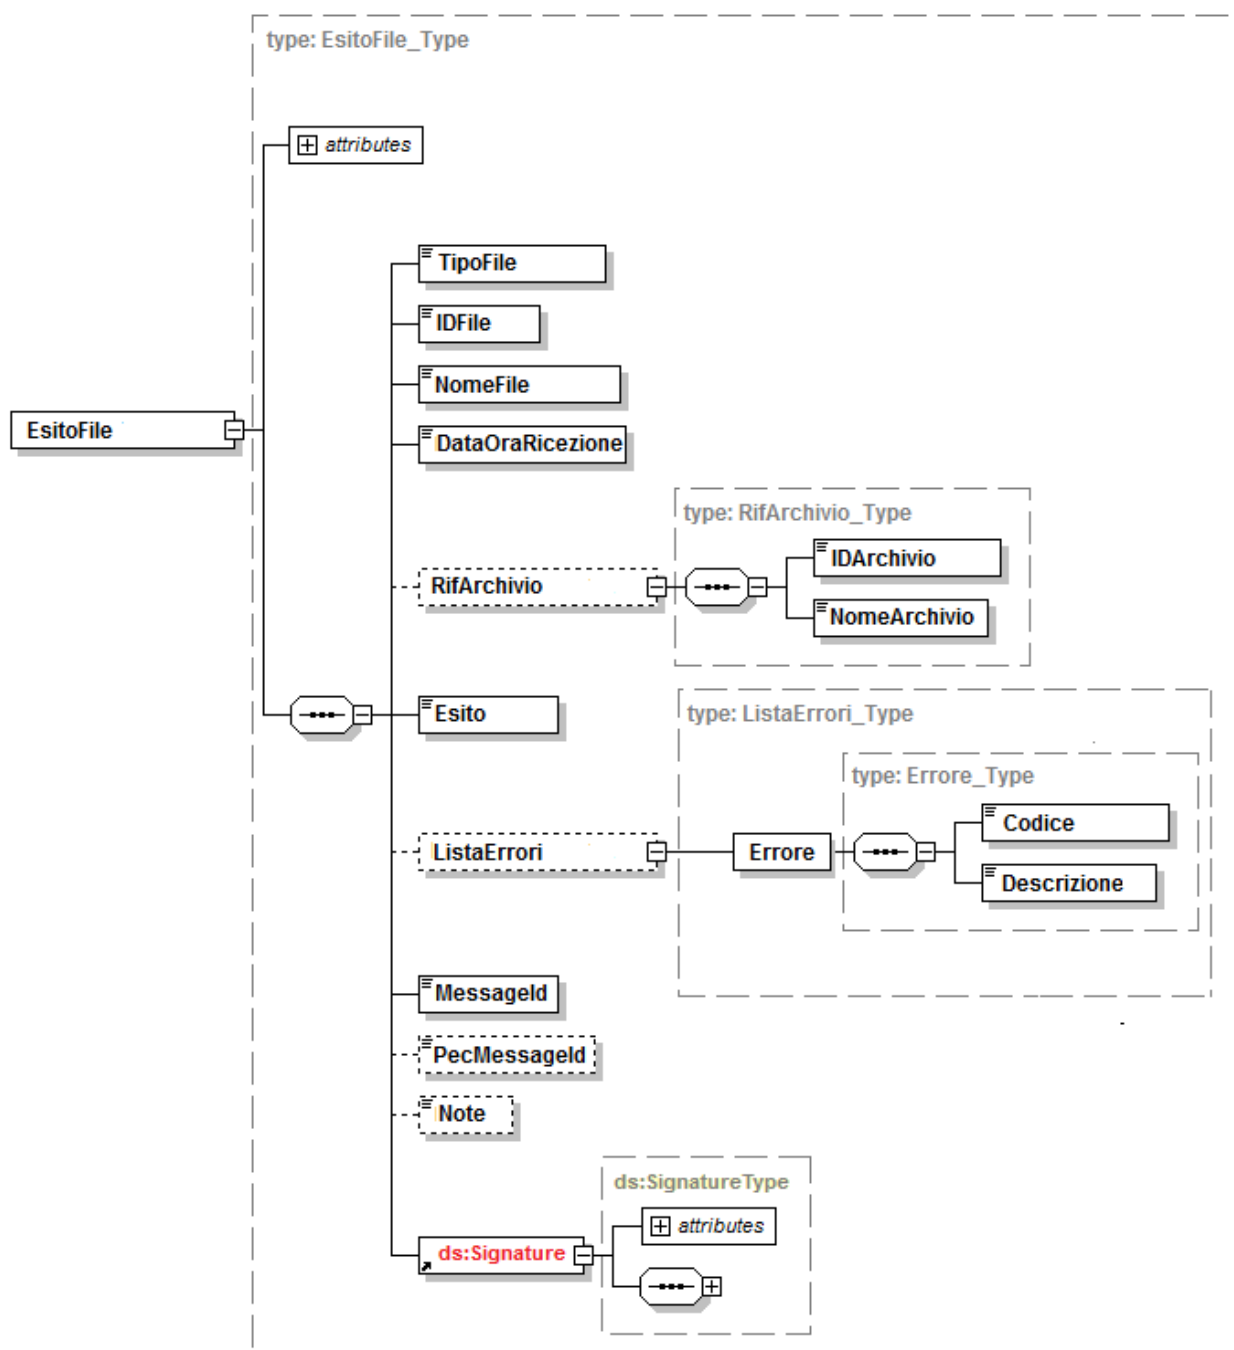 type: EsitoFile_Type
attributes
TipoFile
IDFile
NomeFile
EsitoFile
DataOraRicezione
type: RifArchivio_Type
IDArchivio
RifArchivio
NomeArchivio
Esito
type: ListaErrori_Type
type: Errore_Type
Codice
ListaErrori
Errore
Descrizione
MessageId
PecMessageId
Note
ds:SignatureType
attributes
ds:Signature